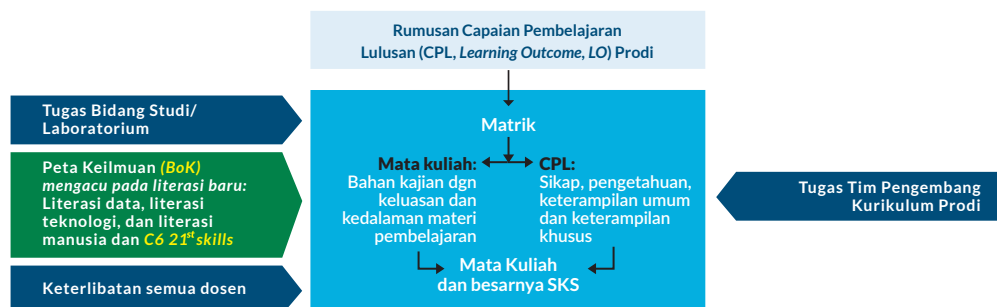 Rumusan Capaian Pembelajaran
Lulusan (CPL, Learning Outcome, LO) Prodi
Tugas Bidang Studi/
Laboratorium
Peta Keilmuan (BoK)
mengacu pada literasi baru:
Literasi data, literasi
teknologi, dan literasi
manusia dan C6 21st skills
Keterlibatan semua dosen
Matrik
Mata kuliah:
Bahan kajian dgn
keluasan dan
kedalaman materi
pembelajaran
CPL:
Sikap, pengetahuan,
keterampilan umum
dan keterampilan
khusus
Mata Kuliah
dan besarnya SKS
Tugas Tim Pengembang
Kurikulum Prodi